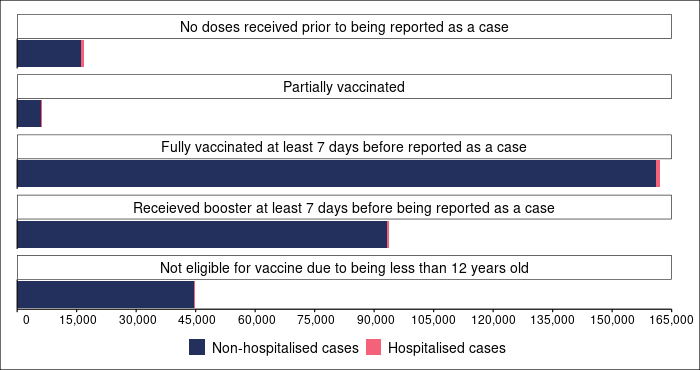 No doses received prior to being reported as a case
Partially vaccinated
Fully vaccinated at least 7 days before reported as a case
Receieved booster at least 7 days before being reported as a case
Not eligible for vaccine due to being less than 12 years old
0 15,000 30,000 45,000 60,000 75,000 90,000 105,000 120,000 135,000 150,000 165,000
Non-hospitalised cases Hospitalised cases